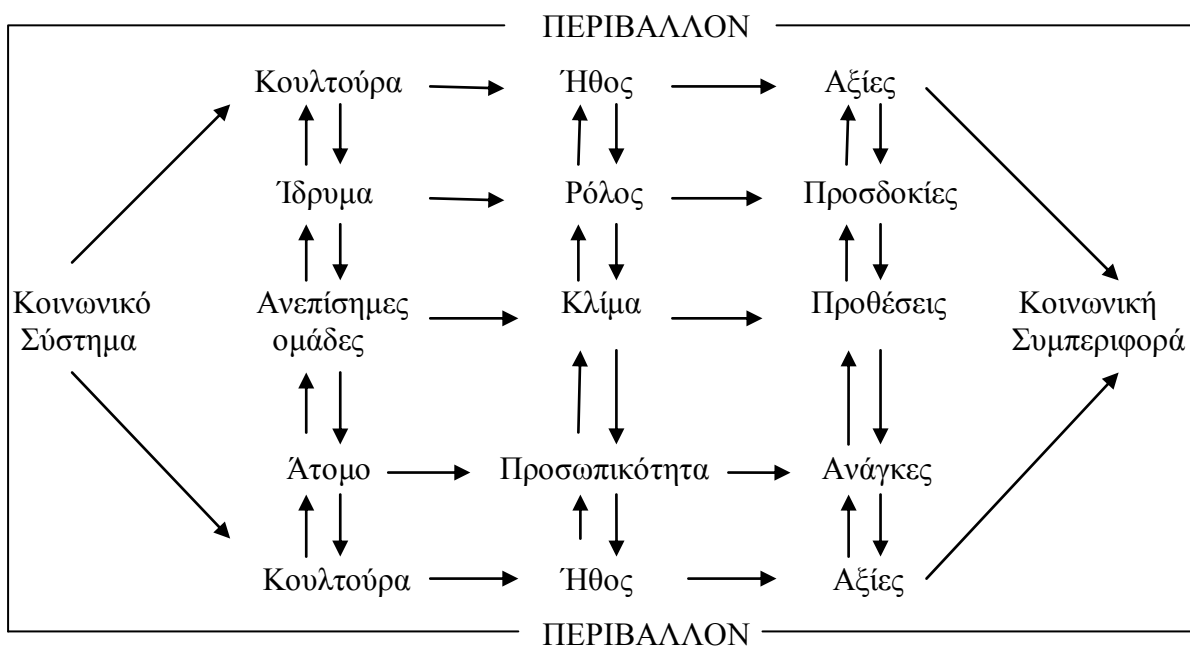 ΠΕΡΙΒΑΛΛΟΝ
Κουλτούρα Ήθος Αξίες
Ίδρυμα Ρόλος Προσδοκίες
Κοινωνικό Ανεπίσημες Κλίμα Προθέσεις Κοινωνική
Σύστημα ομάδες Συμπεριφορά
Άτομο Προσωπικότητα Ανάγκες
Κουλτούρα Ήθος Αξίες
ΠΕΡΙΒΑΛΛΟΝ